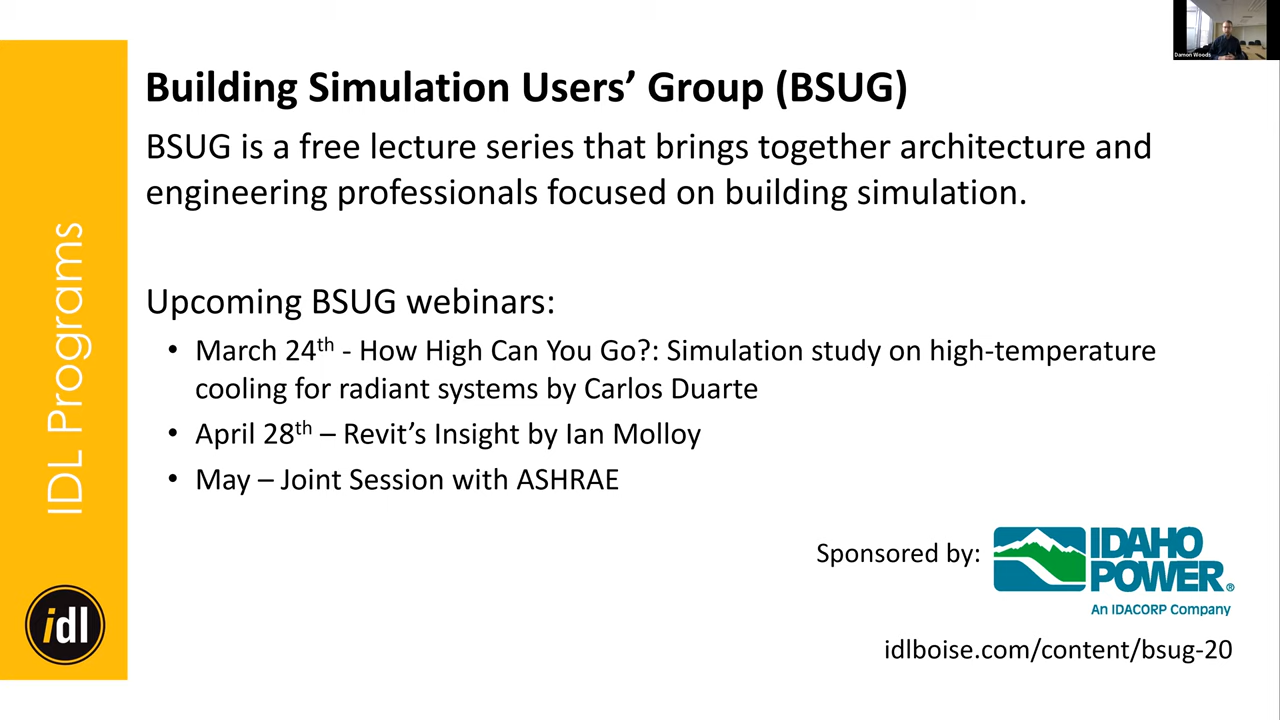 Damon Woods
Building Simulation Users’ Group (BSUG)
BSUG is a free lecture series that brings together architecture and
engineering professionals focused on building simulation.
IDL Programs
Upcoming BSUG webinars:
• March 24th - How High Can You Go?: Simulation study on high-temperature
cooling for radiant systems by Carlos Duarte
• April 28th – Revit’s Insight by Ian Molloy
• May – Joint Session with ASHRAE
Sponsored by:
IDAHO
POWER®
An IDACORP Company
idl
idlboise.com/content/bsug-20